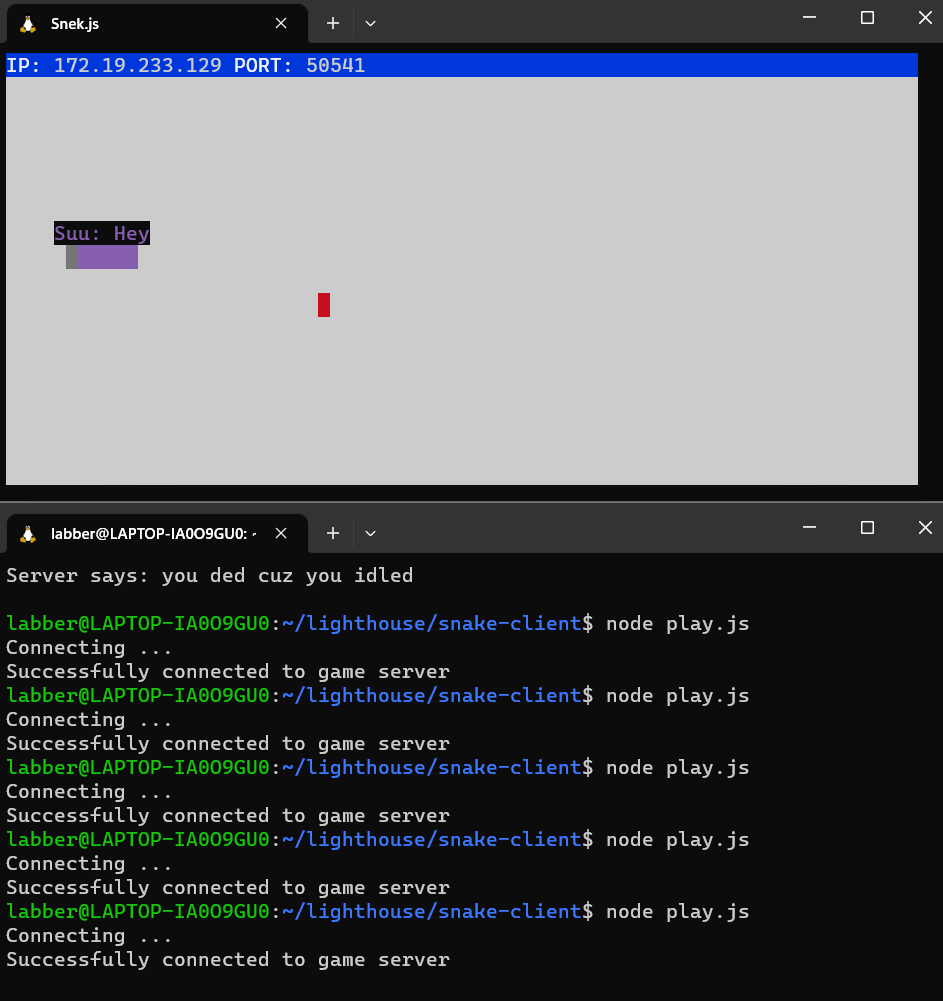 Snek.js
IP: 172.19.233.129 PORT: 50541
Suu: Hey
labber@LAPTOP-IA0O9GU0: ~
Server says: you ded cuz you idled
labber@LAPTOP-IA0O9GU0:~/lighthouse/snake-client$ node play.js
Connecting ...
Successfully connected to game server
labber@LAPTOP-IA0O9GU0:~/lighthouse/snake-client$ node play.js
Connecting ...
Successfully connected to game server
labber@LAPTOP-IA0O9GU0:~/lighthouse/snake-client$ node play.js
Connecting ...
Successfully connected to game server
labber@LAPTOP-IA0O9GU0:~/lighthouse/snake-client$ node play.js
Connecting ...
Successfully connected to game server
labber@LAPTOP-IA0O9GU0:~/lighthouse/snake-client$ node play.js
Connecting ...
Successfully connected to game server